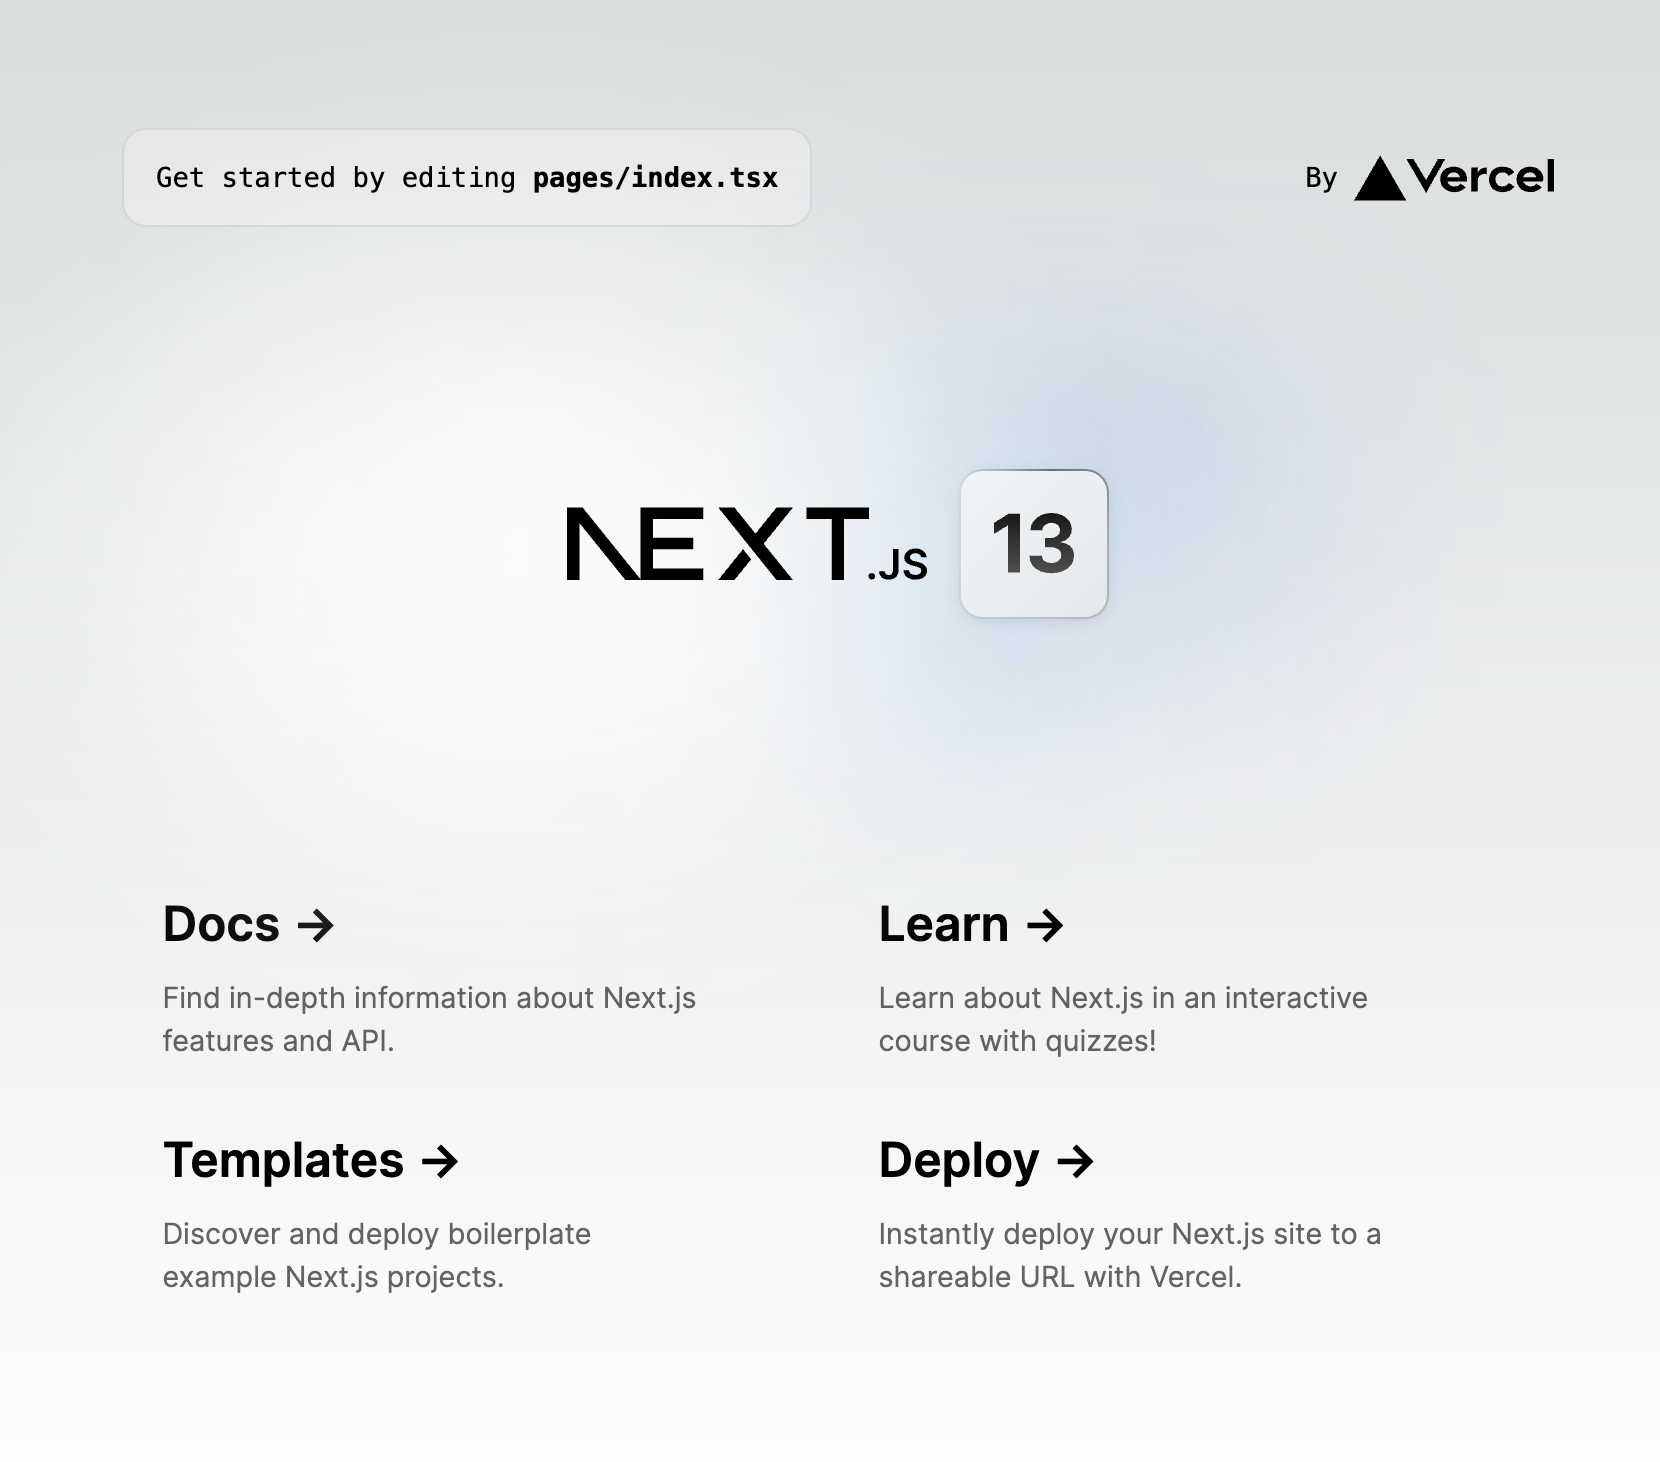 Get started by editing pages/index.tsx
By Vercel
NEXT.JS 13
Docs →
Find in-depth information about Next.js
features and API.
Learn →
Learn about Next.js in an interactive
course with quizzes!
Templates →
Discover and deploy boilerplate
example Next.js projects.
Deploy →
Instantly deploy your Next.js site to a
shareable URL with Vercel.